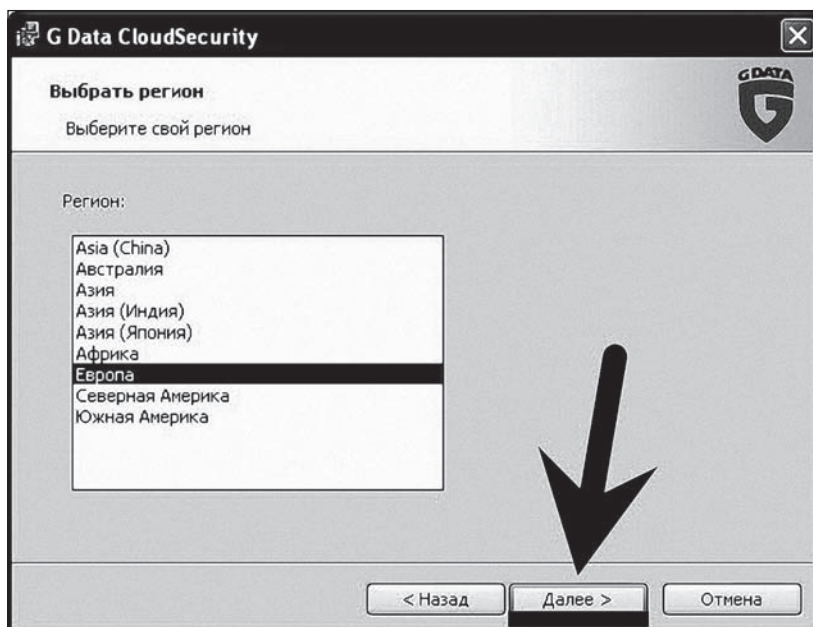 G Data CloudSecurity
G DATA
Выбрать регион
Выберите свой регион
Регион:
Asia (China)
Австралия
Азия
Азия (Индия)
Азия (Япония)
Африка
Европа
Северная Америка
Южная Америка
< Назад
Далее >
Отмена